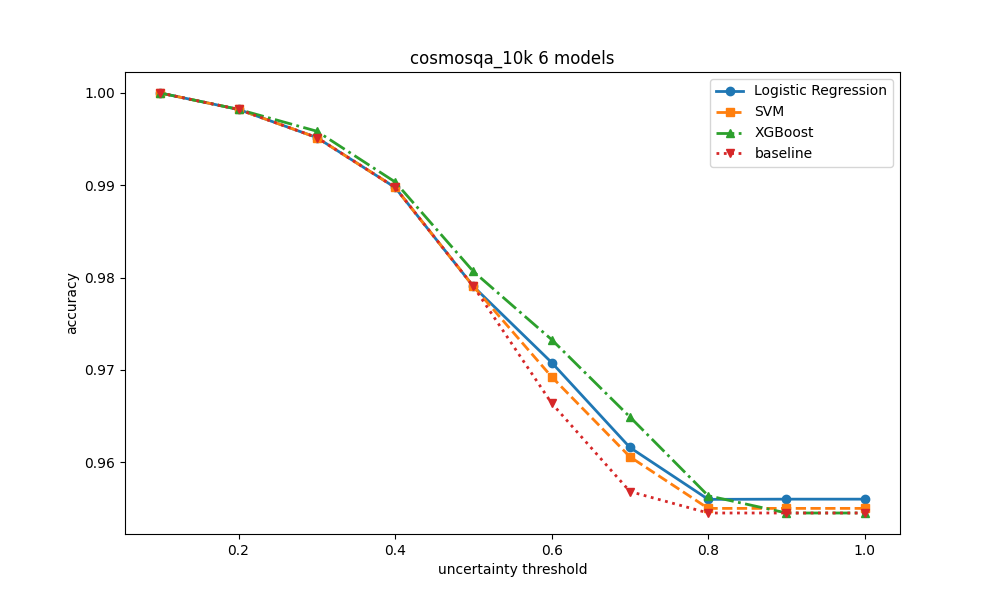 cosmosqa_10k 6 models
Logistic Regression
SVM
XGBoost
baseline
1.00
0.99
0.98
0.97
0.96
accuracy
0.2
0.4
0.6
0.8
1.0
uncertainty threshold